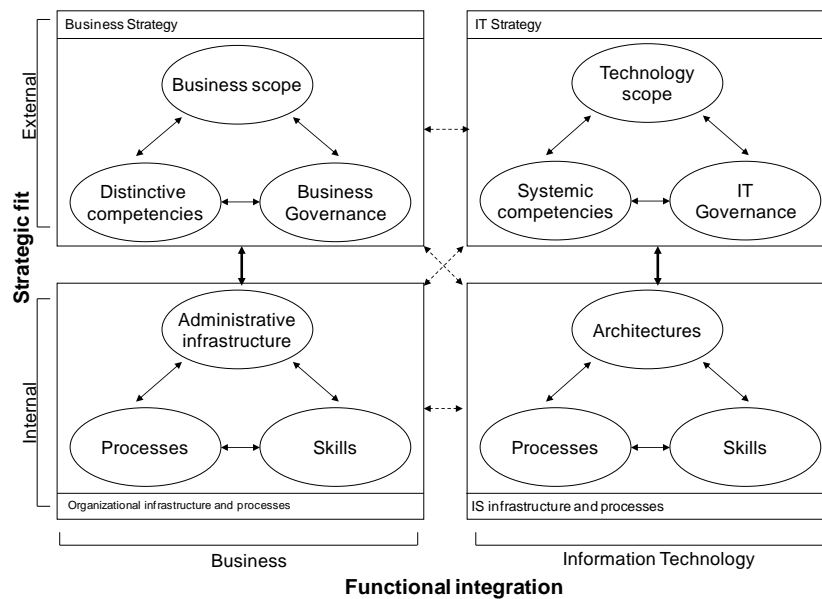 Business Strategy
IT Strategy
Business scope
Technology
scope
Distinctive
competencies
Business
Governance
Systemic
competencies
IT
Governance
External
Strategic fit
Internal
Administrative
infrastructure
Architectures
Processes
Skills
Processes
Skills
Organizational infrastructure and processes
IS infrastructure and processes
Business
Information Technology
Functional integration